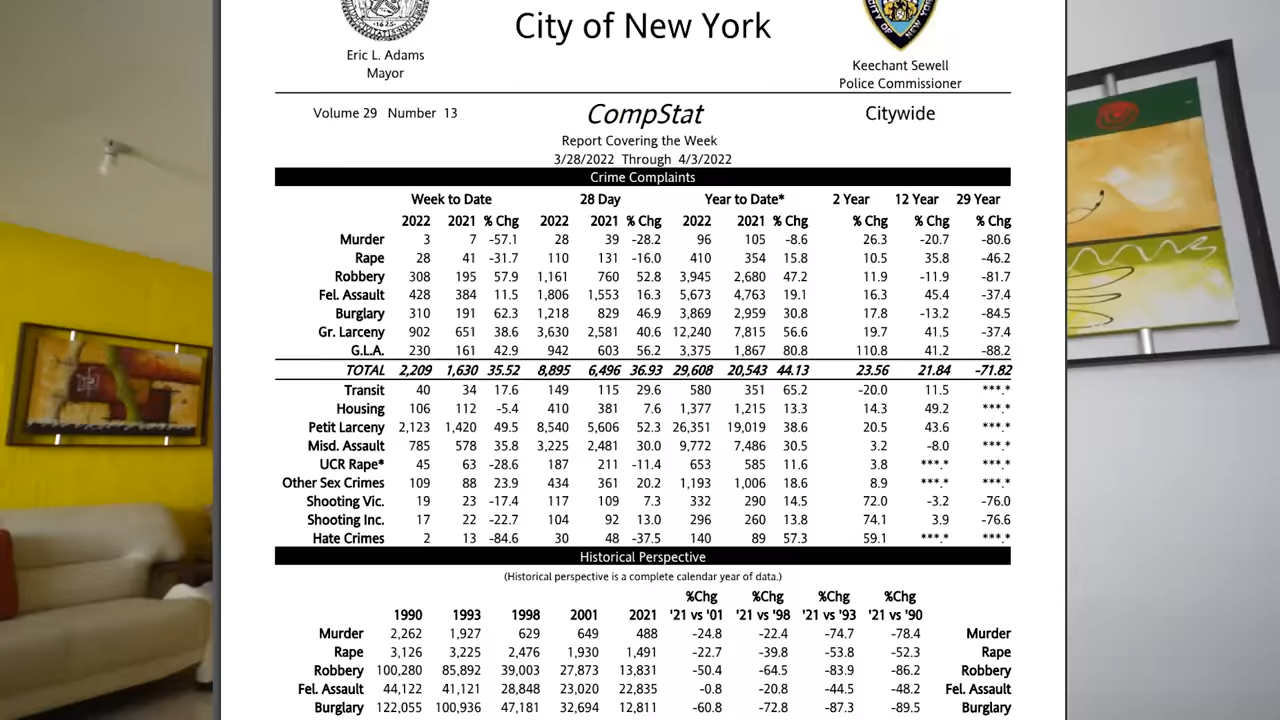 1625
CITY OF NEW YORK
City of New York
Eric L. Adams
Mayor
Keechant Sewell
Police Commissioner
Volume 29 Number 13
CompStat
Citywide
Report Covering the Week
3/28/2022 Through 4/3/2022
Crime Complaints
Week to Date 28 Day Year to Date* 2 Year 12 Year 29 Year
2022 2021 % Chg 2022 2021 % Chg 2022 2021 % Chg % Chg % Chg % Chg
Murder 3 7 -57.1 28 39 -28.2 96 105 -8.6 26.3 -20.7 -80.6
Rape 28 41 -31.7 110 131 -16.0 410 354 15.8 10.5 35.8 -46.2
Robbery 308 195 57.9 1,161 760 52.8 3,945 2,680 47.2 11.9 -11.9 -81.7
Fel. Assault 428 384 11.5 1,806 1,553 16.3 5,673 4,763 19.1 16.3 45.4 -37.4
Burglary 310 191 62.3 1,218 829 46.9 3,869 2,959 30.8 17.8 -13.2 -84.5
Gr. Larceny 902 651 38.6 3,630 2,581 40.6 12,240 7,815 56.6 19.7 41.5 -37.4
G.L.A. 230 161 42.9 942 603 56.2 3,375 1,867 80.8 110.8 41.2 -88.2
TOTAL 2,209 1,630 35.52 8,895 6,496 36.93 29,608 20,543 44.13 23.56 21.84 -71.82
Transit 40 34 17.6 149 115 29.6 580 351 65.2 -20.0 11.5 ***.*
Housing 106 112 -5.4 410 381 7.6 1,377 1,215 13.3 14.3 49.2 ***.*
Petit Larceny 2,123 1,420 49.5 8,540 5,606 52.3 26,351 19,019 38.6 20.5 43.6 ***.*
Misd. Assault 785 578 35.8 3,225 2,481 30.0 9,772 7,486 30.5 3.2 -8.0 ***.*
UCR Rape* 45 63 -28.6 187 211 -11.4 653 585 11.6 3.8 ***.* ***.*
Other Sex Crimes 109 88 23.9 434 361 20.2 1,193 1,006 18.6 8.9 ***.* ***.*
Shooting Vic. 19 23 -17.4 117 109 7.3 332 290 14.5 72.0 -3.2 -76.0
Shooting Inc. 17 22 -22.7 104 92 13.0 296 260 13.8 74.1 3.9 -76.6
Hate Crimes 2 13 -84.6 30 48 -37.5 140 89 57.3 59.1 ***.* ***.*
Historical Perspective
(Historical perspective is a complete calendar year of data.)
%Chg %Chg %Chg %Chg
1990 1993 1998 2001 2021 '21 vs '01 '21 vs '98 '21 vs '93 '21 vs '90
Murder 2,262 1,927 629 649 488 -24.8 -22.4 -74.7 -78.4 Murder
Rape 3,126 3,225 2,476 1,930 1,491 -22.7 -39.8 -53.8 -52.3 Rape
Robbery 100,280 85,892 39,003 27,873 13,831 -50.4 -64.5 -83.9 -86.2 Robbery
Fel. Assault 44,122 41,121 28,848 23,020 22,835 -0.8 -20.8 -44.5 -48.2 Fel. Assault
Burglary 122,055 100,936 47,181 32,694 12,811 -60.8 -72.8 -87.3 -89.5 Burglary